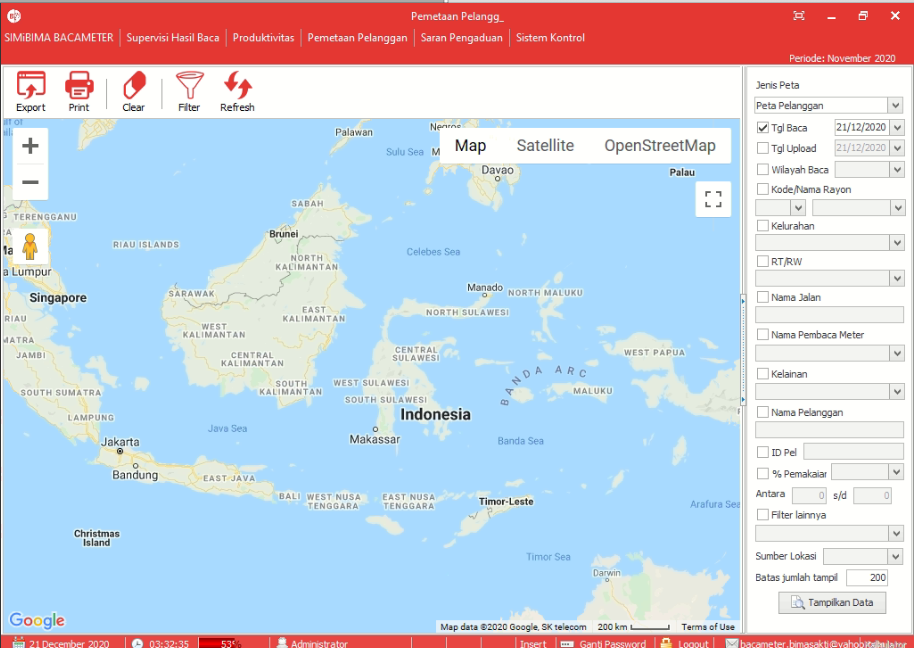 Pemetaan Pelangg_
SIMiBIMA BACAMETER
Supervisi Hasil Baca
Produktivitas
Pemetaan Pelanggan
Saran Pengaduan
Sistem Kontrol
Periode: November 2020
Export
Print
Clear
Filter
Refresh
Jenis Peta
Peta Pelanggan
Tgl Baca
21/12/2020
Tgl Upload
21/12/2020
Wilayah Baca
Kode/Nama Rayon
Kelurahan
RT/RW
Nama Jalan
Nama Pembaca Meter
Kelainan
Nama Pelanggan
ID Pel
% Pemakaiar
Antara 0 s/d 0
Filter lainnya
Sumber Lokasi
Batas jumlah tampil 200
Tampilkan Data
Map
Satellite
OpenStreetMap
Palawan
Negros
Sulu Sea
Davao
Palau
TERENGGANU
SABAH
Brunei
RIAU ISLANDS
Celebes Sea
NORTH
KALIMANTAN
a Lumpur
Singapore
SARAWAK
Manado
NORTH MALUKU
NORTH SULAWESI
EAST
KALIMANTAN
RIAU
WEST
KALIMANTAN
MATRA
JAMBI
CENTRAL
KALIMANTAN
CENTRAL
SULAWESI
WEST PAPUA
BANDA ARC
SOUTH
KALIMANTAN
WEST SULAWESI
SOUTH SULAWESI
MALUKU
SOUTH SUMATRA
LAMPUNG
Indonesia
Java Sea
Makassar
Banda Sea
Jakarta
Bandung
EAST JAVA
BALI
WEST NUSA
TENGGARA
EAST NUSA
TENGGARA
Timor-Leste
Arafura Sea
Christmas
Island
Timor Sea
Darwin
Google
Map data ©2020 Google, SK telecom
200 km
Terms of Use
21 December 2020
03:32:35
53%
Administrator
Insert
Ganti Password
Logout